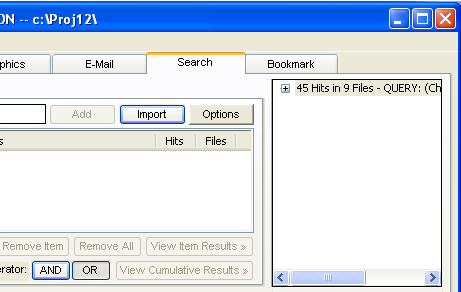 ON -- c:\Proj12\
phics E-Mail Search Bookmark
Add Import Options
45 Hits in 9 Files - QUERY: (Ch
s Hits Files
Remove Item Remove All View Item Results »
erator: AND OR View Cumulative Results »